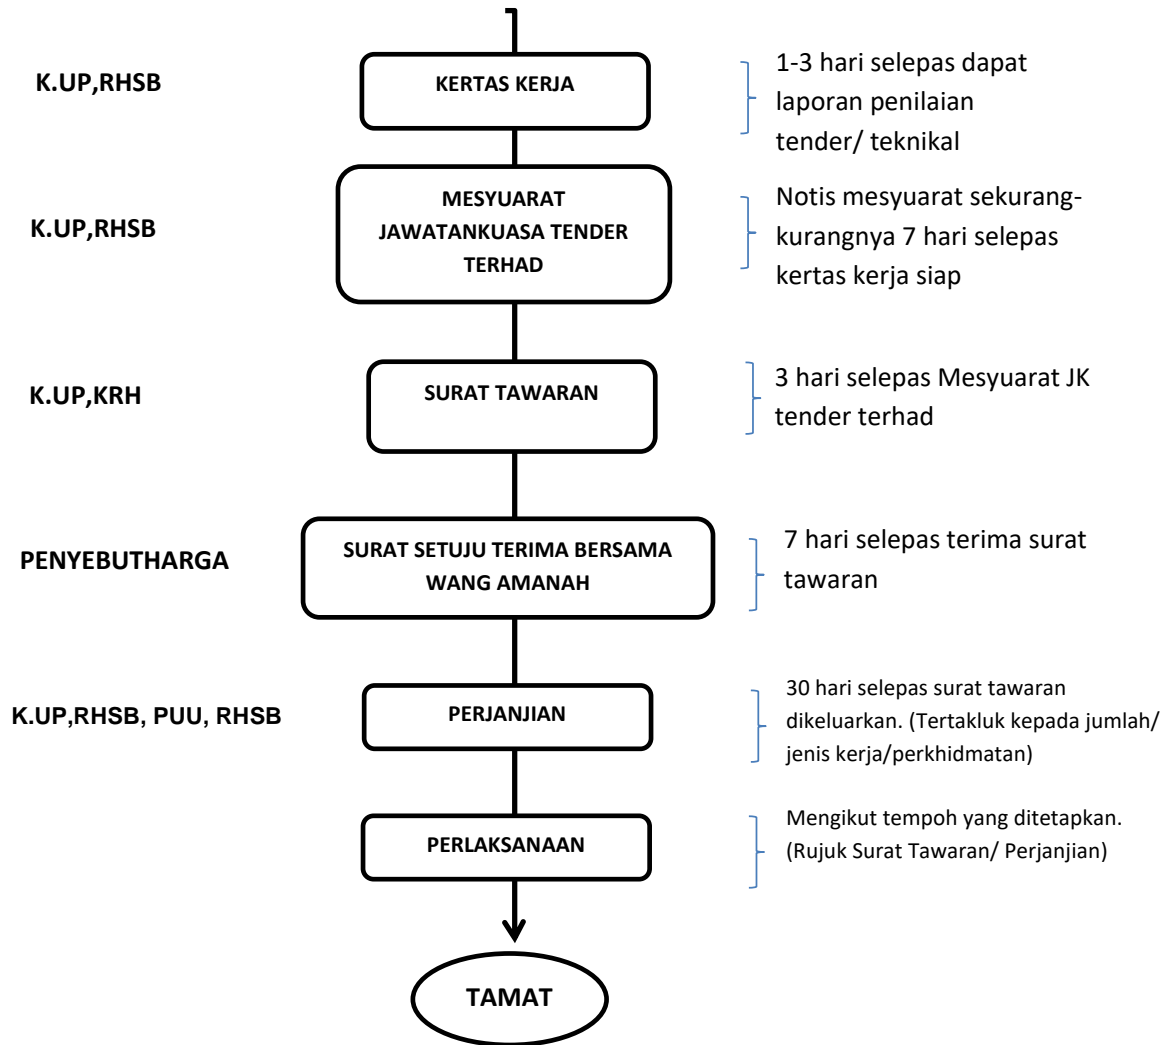 K.UP,RHSB
KERTAS KERJA
1-3 hari selepas dapat
laporan penilaian
tender/ teknikal
K.UP,RHSB
MESYUARAT
JAWATANKUASA TENDER
TERHAD
Notis mesyuarat sekurang-
kurangnya 7 hari selepas
kertas kerja siap
K.UP,KRH
SURAT TAWARAN
3 hari selepas Mesyuarat JK
tender terhad
PENYEBUTHARGA
SURAT SETUJU TERIMA BERSAMA
WANG AMANAH
7 hari selepas terima surat
tawaran
K.UP,RHSB, PUU, RHSB
PERJANJIAN
30 hari selepas surat tawaran
dikeluarkan. (Tertakluk kepada jumlah/
jenis kerja/perkhidmatan)
PERLAKSANAAN
Mengikut tempoh yang ditetapkan.
(Rujuk Surat Tawaran/ Perjanjian)
TAMAT